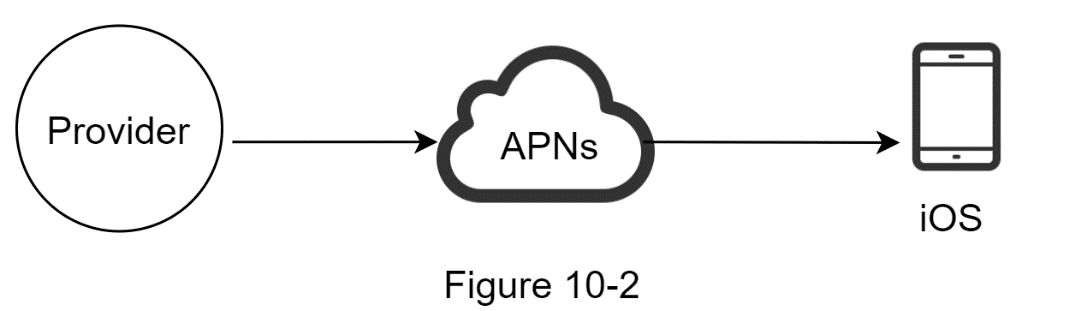 Provider
APNs
iOS
Figure 10-2